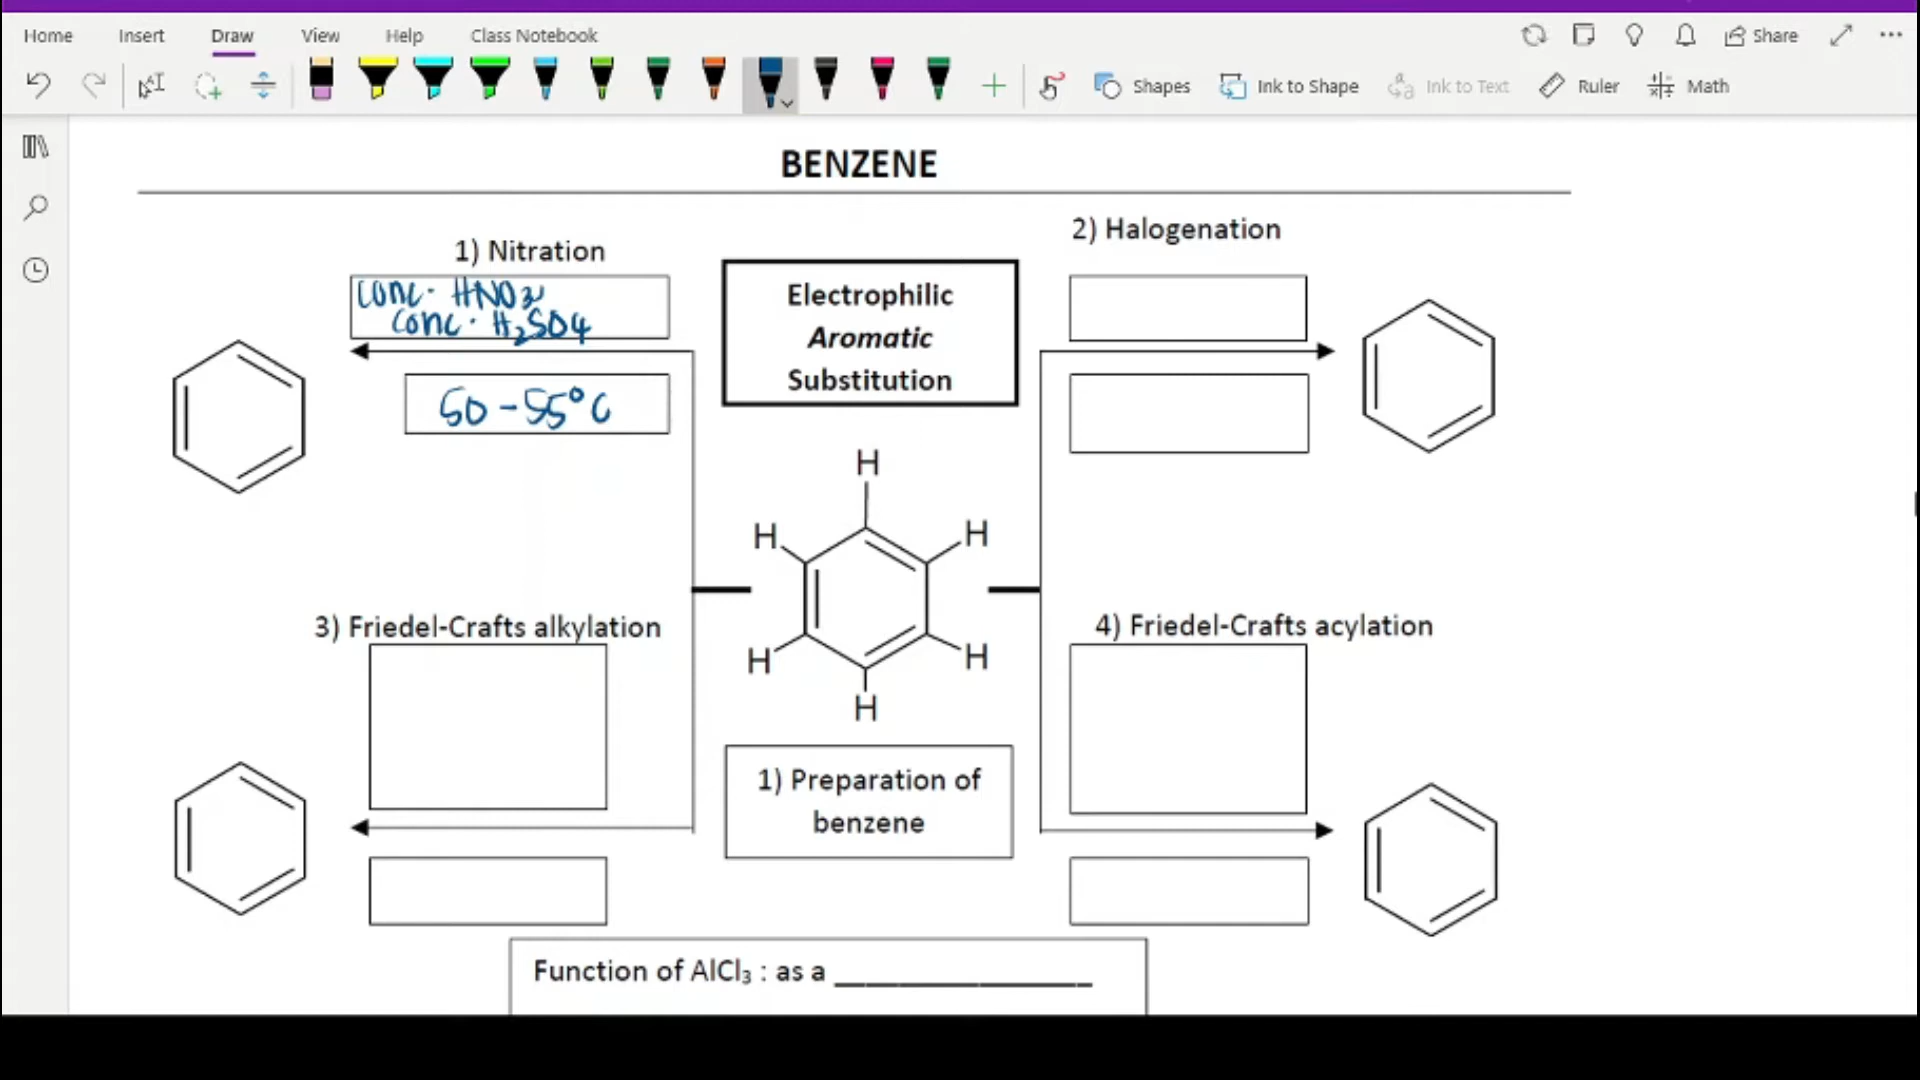 Home Insert Draw View Help Class Notebook Share
Shapes Ink to Shape Ink to Text Ruler Math
BENZENE
1) Nitration
conc. HNO3
conc. H2SO4
50-55°C
Electrophilic
Aromatic
Substitution
2) Halogenation
H
H H
H H
H
3) Friedel-Crafts alkylation
4) Friedel-Crafts acylation
1) Preparation of
benzene
Function of AlCl₃ : as a ________________